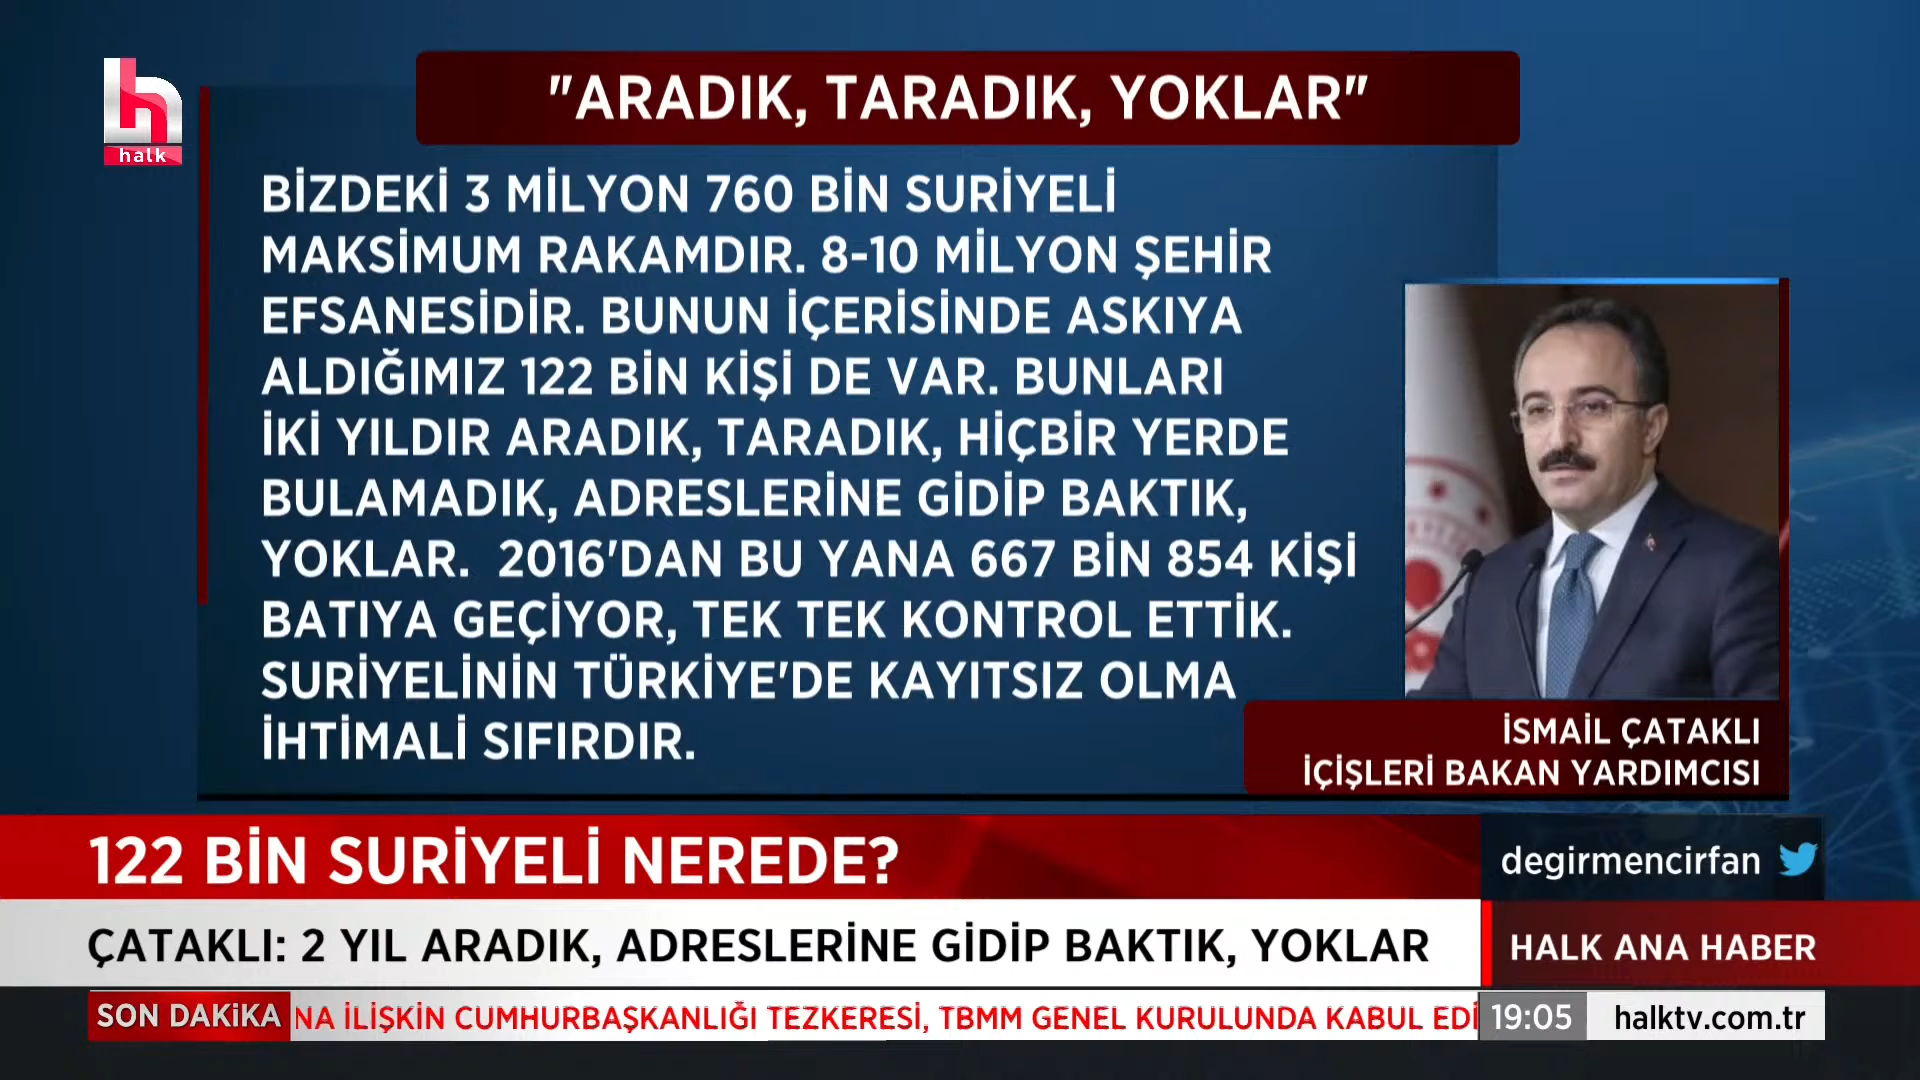 "ARADIK, TARADIK, YOKLAR"
halk
BİZDEKİ 3 MİLYON 760 BİN SURİYELİ
MAKSİMUM RAKAMDIR. 8-10 MİLYON ŞEHİR
EFSANESİDİR. BUNUN İÇERİSİNDE ASKIYA
ALDIĞIMIZ 122 BİN KİŞİ DE VAR. BUNLARI
İKİ YILDIR ARADIK, TARADIK, HİÇBİR YERDE
BULAMADIK, ADRESLERİNE GİDİP BAKTIK,
YOKLAR. 2016'DAN BU YANA 667 BİN 854 KİŞİ
BATIYA GEÇİYOR, TEK TEK KONTROL ETTİK.
SURİYELİNİN TÜRKİYE'DE KAYITSIZ OLMA
İHTİMALİ SIFIRDIR.
İSMAİL ÇATAKLI
İÇİŞLERİ BAKAN YARDIMCISI
122 BİN SURİYELİ NEREDE?
degirmencirfan
ÇATAKLI: 2 YIL ARADIK, ADRESLERİNE GİDİP BAKTIK, YOKLAR
HALK ANA HABER
SON DAKİKA
NA İLİŞKİN CUMHURBAŞKANLIĞI TEZKERESİ, TBMM GENEL KURULUNDA KABUL EDİ
19:05
halktv.com.tr